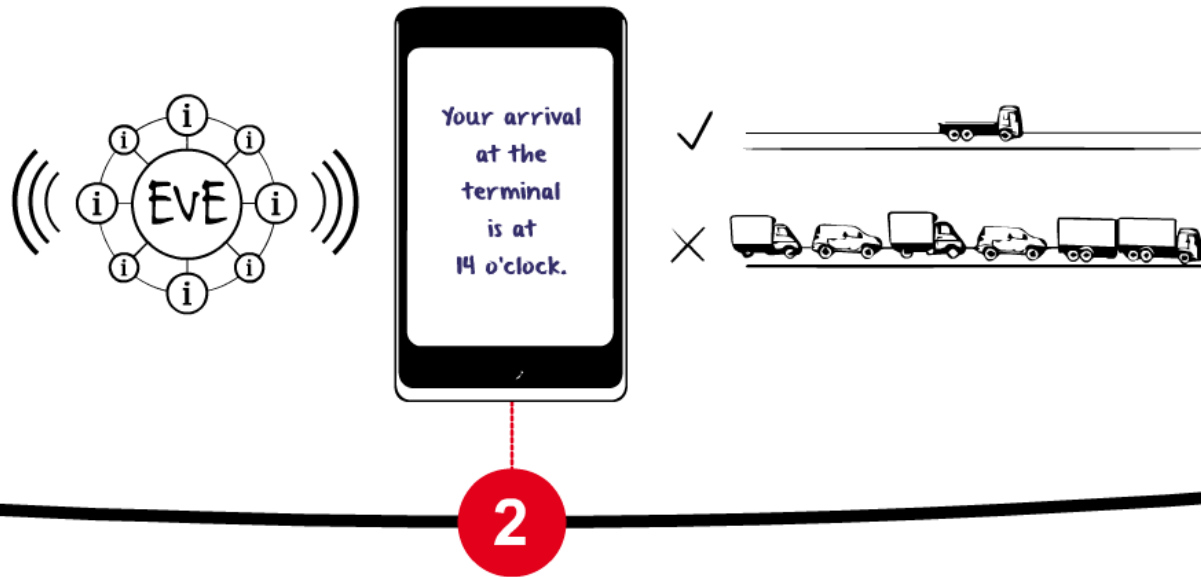 i
i
i
i
EVE
i
i
i
i
Your arrival
at the
terminal
is at
14 o'clock.
2